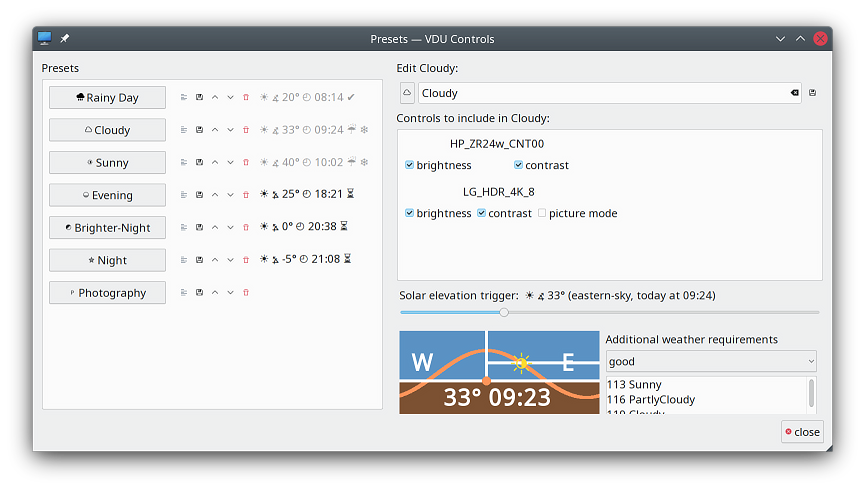 Presets — VDU Controls
Presets
Rainy Day 20° 08:14
Cloudy 33° 09:24
Sunny 40° 10:02
Evening 25° 18:21
Brighter-Night 0° 20:38
Night -5° 21:08
P Photography
Edit Cloudy:
Cloudy
Controls to include in Cloudy:
HP_ZR24w_CNT00
brightness contrast
LG_HDR_4K_8
brightness contrast picture mode
Solar elevation trigger: 33° (eastern-sky, today at 09:24)
W E
33° 09:23
Additional weather requirements
good
113 Sunny
116 PartlyCloudy
119 Cloudy
close